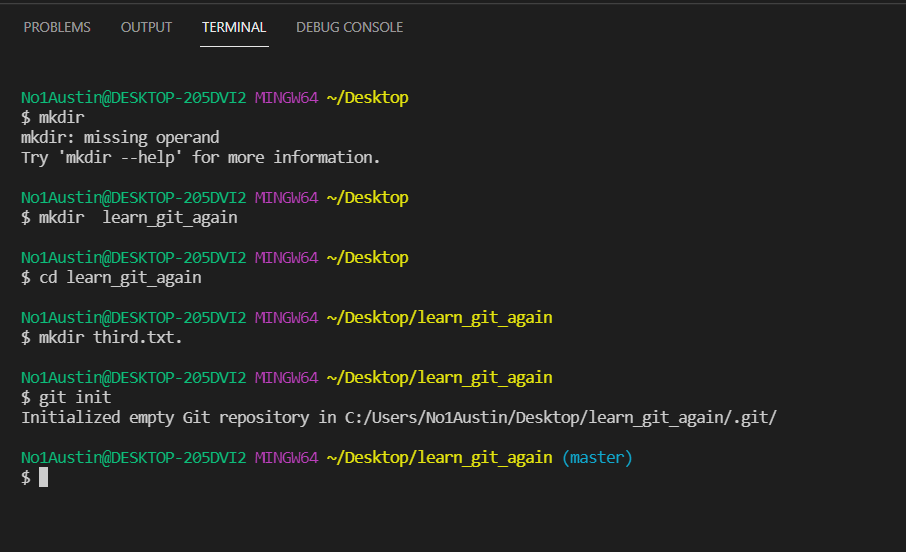 PROBLEMS OUTPUT TERMINAL DEBUG CONSOLE
No1Austin@DESKTOP-205DVI2 MINGW64 ~/Desktop
$ mkdir
mkdir: missing operand
Try 'mkdir --help' for more information.
No1Austin@DESKTOP-205DVI2 MINGW64 ~/Desktop
$ mkdir  learn_git_again
No1Austin@DESKTOP-205DVI2 MINGW64 ~/Desktop
$ cd learn_git_again
No1Austin@DESKTOP-205DVI2 MINGW64 ~/Desktop/learn_git_again
$ mkdir third.txt.
No1Austin@DESKTOP-205DVI2 MINGW64 ~/Desktop/learn_git_again
$ git init
Initialized empty Git repository in C:/Users/No1Austin/Desktop/learn_git_again/.git/
No1Austin@DESKTOP-205DVI2 MINGW64 ~/Desktop/learn_git_again (master)
$